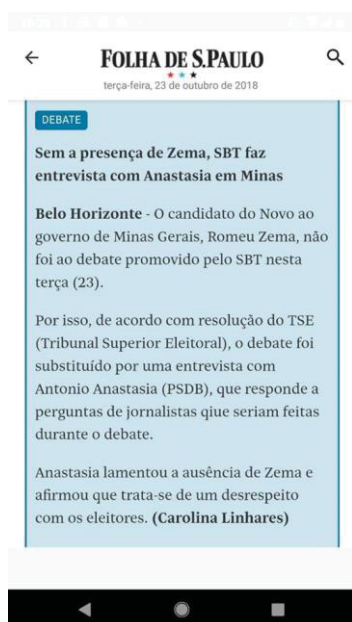 FOLHA DE S.PAULO
terça-feira, 23 de outubro de 2018
DEBATE
Sem a presença de Zema, SBT faz
entrevista com Anastasia em Minas
Belo Horizonte - O candidato do Novo ao
governo de Minas Gerais, Romeu Zema, não
foi ao debate promovido pelo SBT nesta
terça (23).
Por isso, de acordo com resolução do TSE
(Tribunal Superior Eleitoral), o debate foi
substituído por uma entrevista com
Antonio Anastasia (PSDB), que responde a
perguntas de jornalistas qiue seriam feitas
durante o debate.
Anastasia lamentou a ausência de Zema e
afirmou que trata-se de um desrespeito
com os eleitores. (Carolina Linhares)